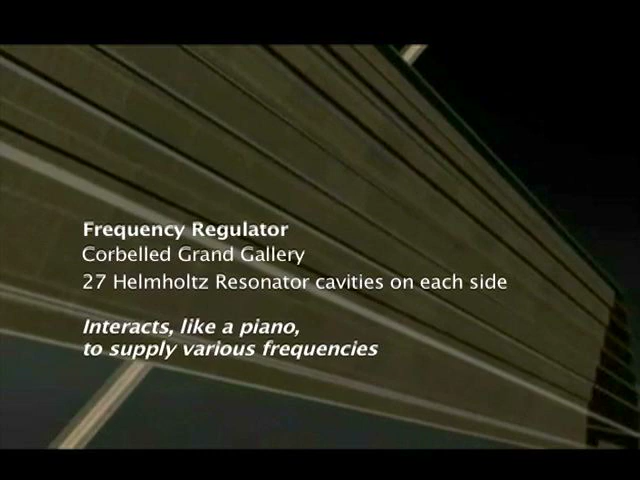 Frequency Regulator
Corbelled Grand Gallery
27 Helmholtz Resonator cavities on each side
Interacts, like a piano,
to supply various frequencies